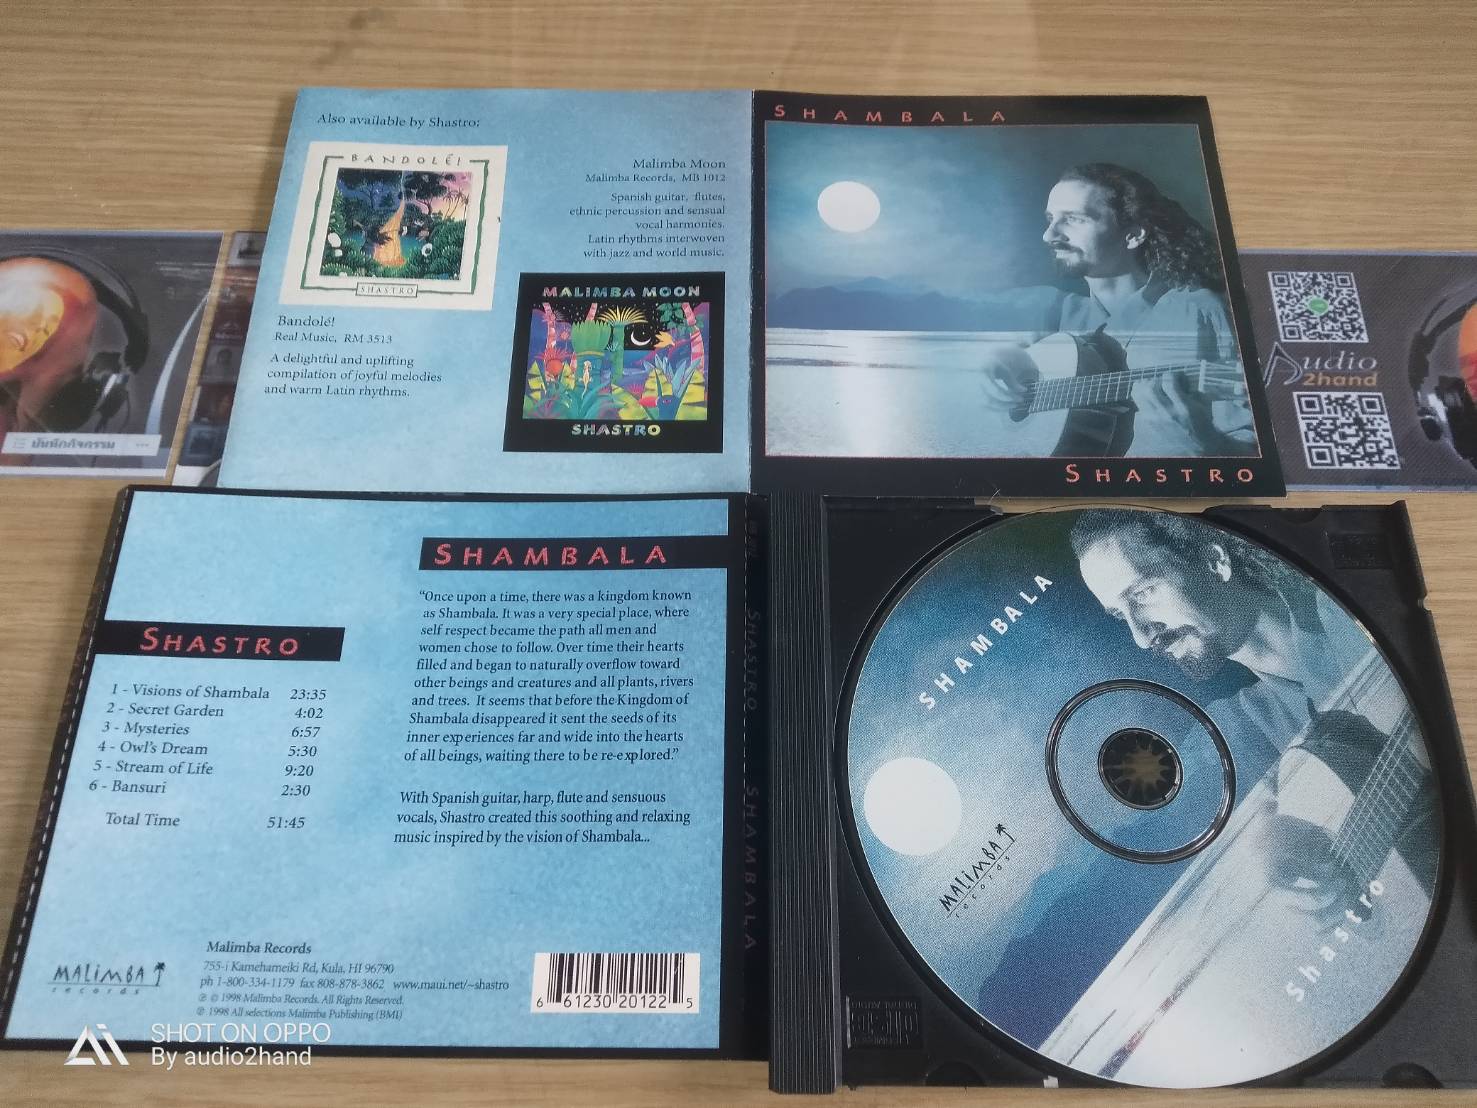 Also available by Shastro:
BANDOLÉ!
SHASTRO
Bandolé!
Real Music, RM 3513
A delightful and uplifting
compilation of joyful melodies
and warm Latin rhythms.
Malimba Moon
Malimba Records, MB 1012
Spanish guitar, flutes,
ethnic percussion and sensual
vocal harmonies.
Latin rhythms interwoven
with jazz and world music.
MALIMBA MOON
SHASTRO
SHAMBALA
SHASTRO
บันทึกกิจกรรม
Audio
2hand
SHASTRO
1 - Visions of Shambala 23:35
2 - Secret Garden 4:02
3 - Mysteries 6:57
4 - Owl's Dream 5:30
5 - Stream of Life 9:20
6 - Bansuri 2:30
Total Time 51:45
SHAMBALA
"Once upon a time, there was a kingdom known
as Shambala. It was a very special place, where
self respect became the path all men and
women chose to follow. Over time their hearts
filled and began to naturally overflow toward
other beings and creatures and all plants, rivers
and trees. It seems that before the Kingdom of
Shambala disappeared it sent the seeds of its
inner experiences far and wide into the hearts
of all beings, waiting there to be re-explored."
With Spanish guitar, harp, flute and sensuous
vocals, Shastro created this soothing and relaxing
music inspired by the vision of Shambala...
MALIMBA
records
Malimba Records
755-i Kamehameiki Rd, Kula, HI 96790
ph 1-800-334-1179 fax 808-878-3862 www.maui.net/~shastro
℗ © 1998 Malimba Records. All Rights Reserved.
℗ 1998 All selections Malimba Publishing (BMI)
6 61230 20122 5
SHASTRO SHAMBALA
SHAMBALA
MALIMBA
records
Shastro
SHOT ON OPPO
By audio2hand